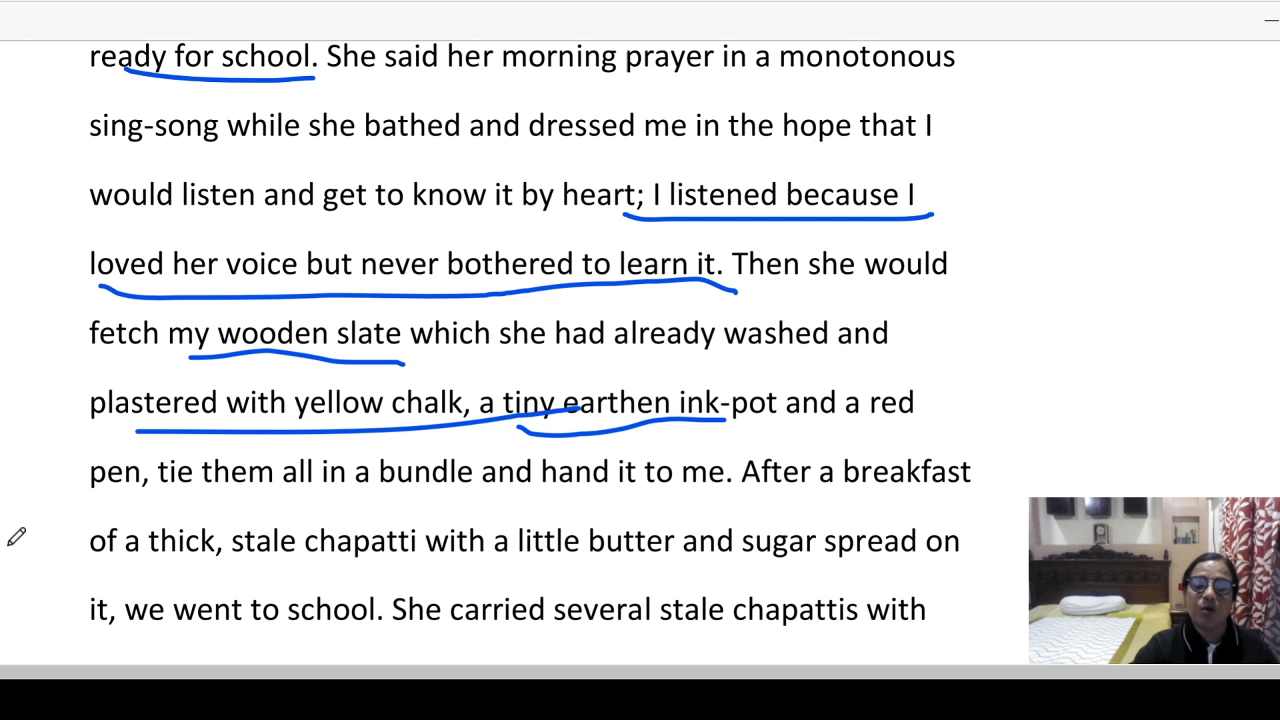 ready for school. She said her morning prayer in a monotonous
sing-song while she bathed and dressed me in the hope that I
would listen and get to know it by heart; I listened because I
loved her voice but never bothered to learn it. Then she would
fetch my wooden slate which she had already washed and
plastered with yellow chalk, a tiny earthen ink-pot and a red
pen, tie them all in a bundle and hand it to me. After a breakfast
of a thick, stale chapatti with a little butter and sugar spread on
it, we went to school. She carried several stale chapattis with